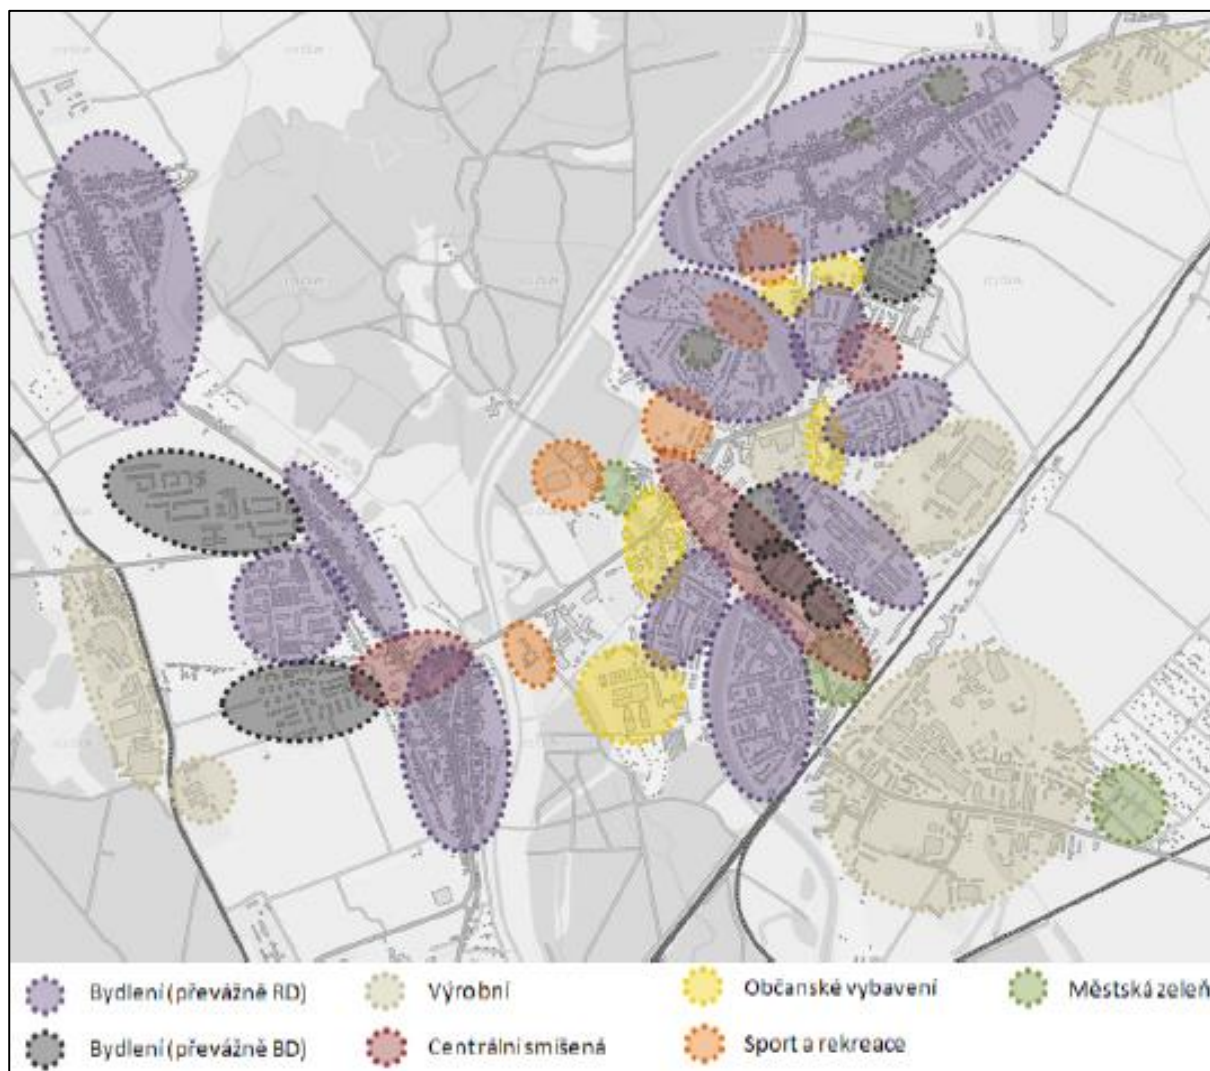 Bydlení (převážně RD)
Výrobní
Občanské vybavení
Městská zeleň
Bydlení (převážně BD)
Centrální smíšená
Sport a rekreace